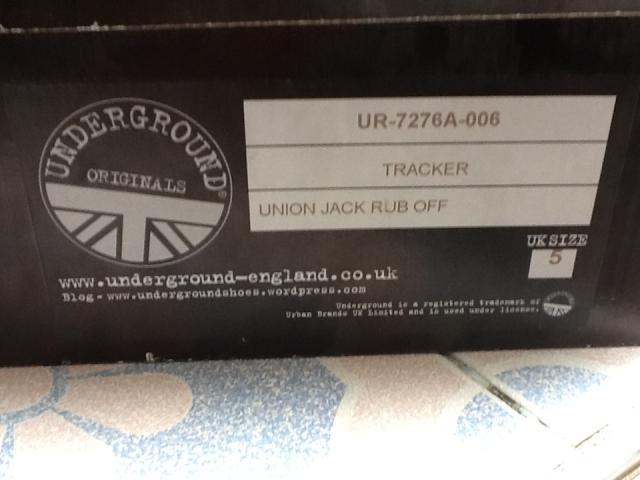 UNDERGROUND®
ORIGINALS
UR-7276A-006
TRACKER
UNION JACK RUB OFF
UK SIZE
5
www.underground-england.co.uk
Blog - www.undergroundshoes.wordpress.com
Underground is a registered trademark of
Urban Brands UK Limited and is used under license.